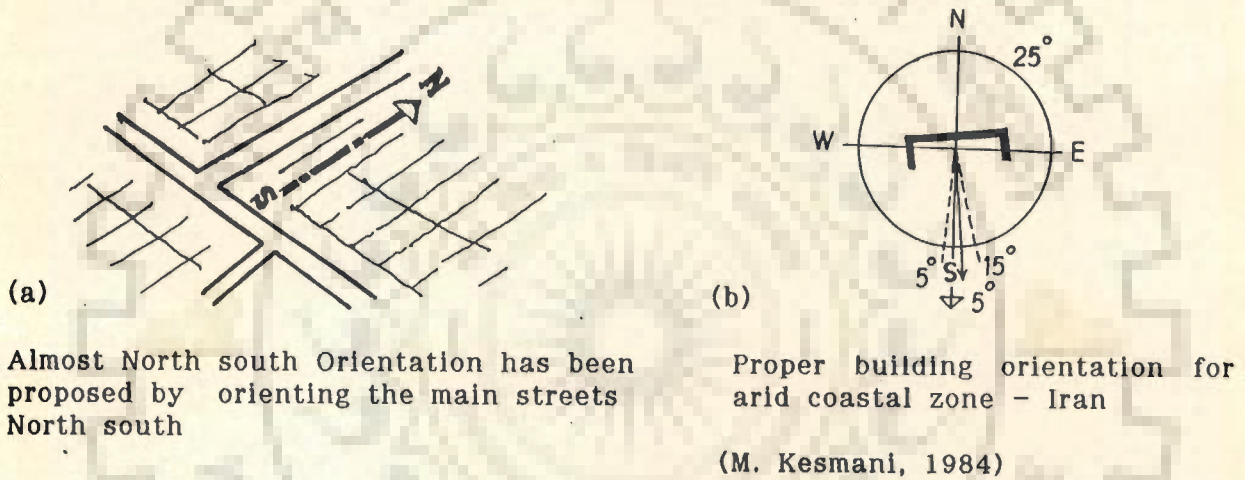 N
S
(a)
Almost North south Orientation has been
proposed by orienting the main streets
North south
N
25°
W
E
5° S 15°
5°
(b)
Proper building orientation for
arid coastal zone - Iran
(M. Kesmani, 1984)